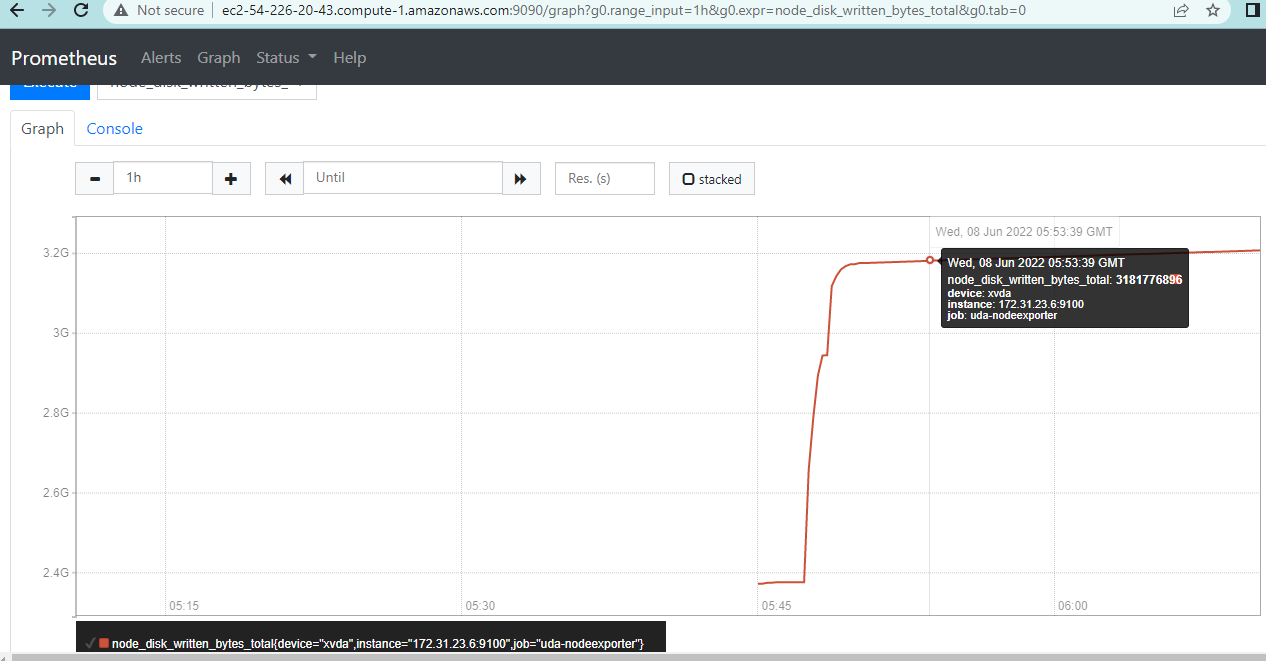 Not secure | ec2-54-226-20-43.compute-1.amazonaws.com:9090/graph?g0.range_input=1h&g0.expr=node_disk_written_bytes_total&g0.tab=0
Prometheus Alerts Graph Status Help
Execute node_disk_written_bytes_
Graph Console
1h Until Res. (s) stacked
Wed, 08 Jun 2022 05:53:39 GMT
3.2G
Wed, 08 Jun 2022 05:53:39 GMT
node_disk_written_bytes_total: 3181776896
device: xvda
instance: 172.31.23.6:9100
job: uda-nodeexporter
3G
2.8G
2.6G
2.4G
05:15 05:30 05:45 06:00
node_disk_written_bytes_total{device="xvda",instance="172.31.23.6:9100",job="uda-nodeexporter"}